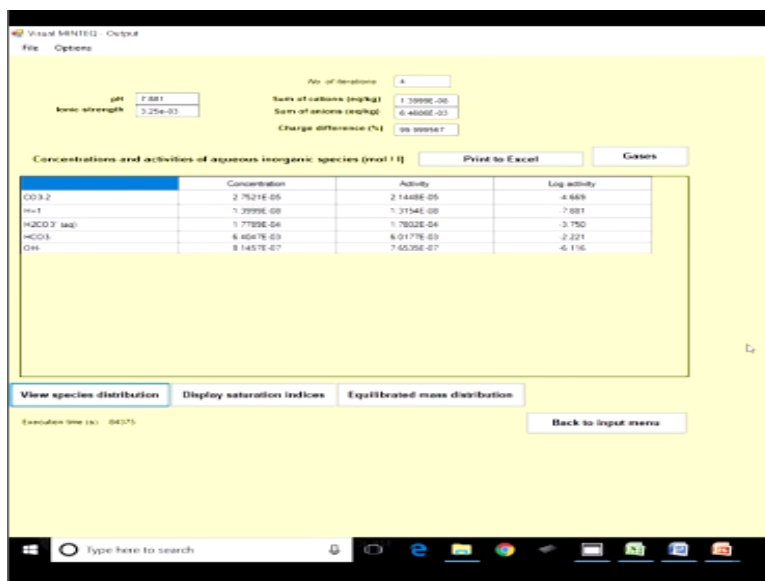 Visual MINTEQ - Output
File Options
No. of iterations 4
pH 7.881 Sum of cations (eq/kg) 1.3999E-08
Ionic strength 3.25e-03 Sum of anions (eq/kg) 6.4606E-03
Charge difference (%) 99.999567
Concentrations and activities of aqueous inorganic species (mol / l) Print to Excel Gases
Concentration Activity Log activity
CO3-2 2.7521E-05 2.1448E-05 -4.669
H+1 1.3999E-08 1.3154E-08 -7.881
H2CO3* (aq) 1.7789E-04 1.7802E-04 -3.750
HCO3- 6.4047E-03 6.0177E-03 -2.221
OH- 8.1457E-07 7.6535E-07 -6.116
View species distribution Display saturation indices Equilibrated mass distribution
Execution time (s): Back to input menu
Type here to search